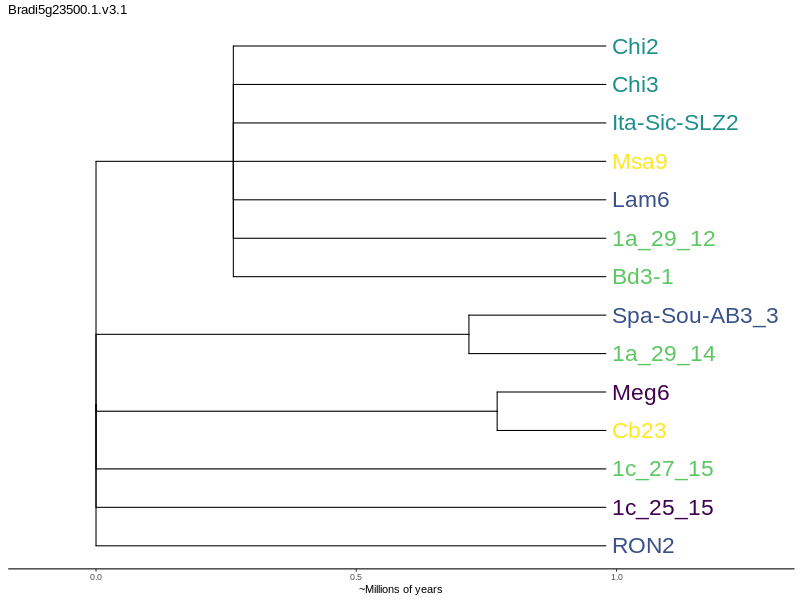 Bradi5g23500.1.v3.1
Chi2
Chi3
Ita-Sic-SLZ2
Msa9
Lam6
1a_29_12
Bd3-1
Spa-Sou-AB3_3
1a_29_14
Meg6
Cb23
1c_27_15
1c_25_15
RON2
0.0 0.5 1.0
~Millions of years